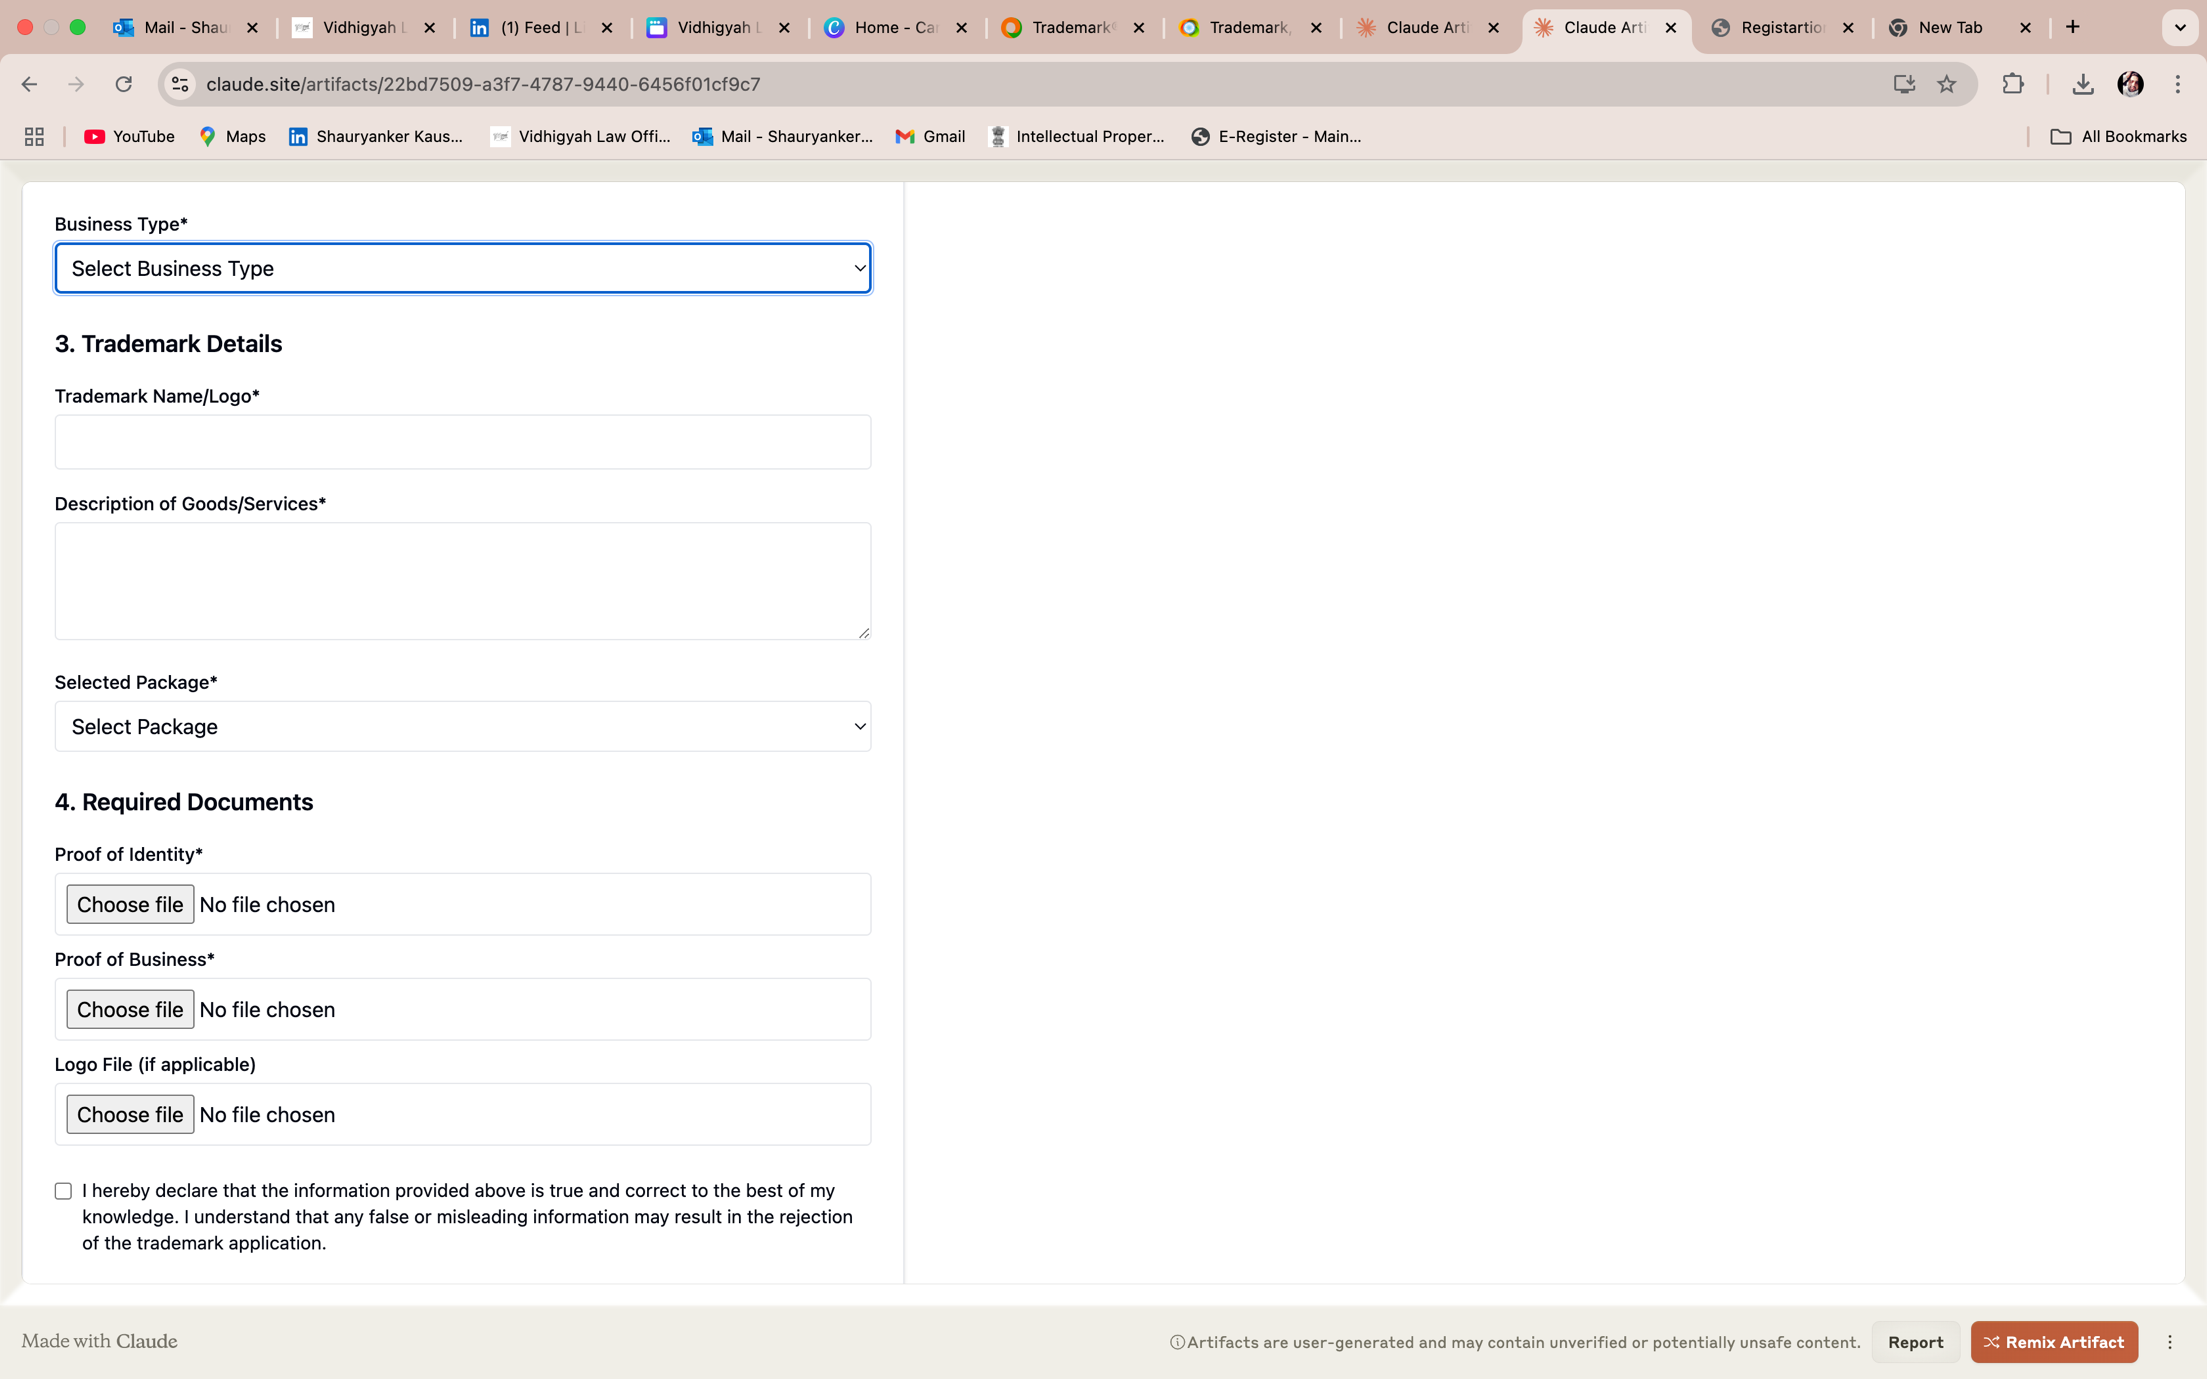 Mail - Shau
Vidhigyah L
(1) Feed | Li
Vidhigyah L
Home - Can
Trademark
Trademark,
Claude Arti
Claude Arti
Registartio
New Tab
claude.site/artifacts/22bd7509-a3f7-4787-9440-6456f01cf9c7
YouTube
Maps
Shauryanker Kaus...
Vidhigyah Law Offi...
Mail - Shauryanker...
Gmail
Intellectual Proper...
E-Register - Main...
All Bookmarks
Business Type*
Select Business Type
3. Trademark Details
Trademark Name/Logo*
Description of Goods/Services*
Selected Package*
Select Package
4. Required Documents
Proof of Identity*
Choose file No file chosen
Proof of Business*
Choose file No file chosen
Logo File (if applicable)
Choose file No file chosen
I hereby declare that the information provided above is true and correct to the best of my
knowledge. I understand that any false or misleading information may result in the rejection
of the trademark application.
Made with Claude
Artifacts are user-generated and may contain unverified or potentially unsafe content.
Report
Remix Artifact